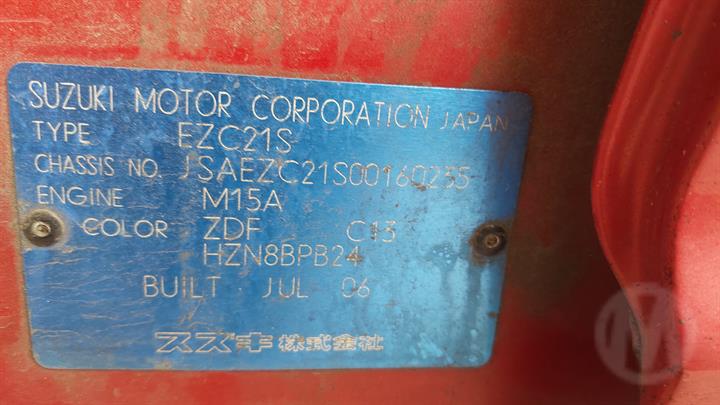 SUZUKI MOTOR CORPORATION JAPAN
TYPE EZC21S
CHASSIS NO. JSAEZC21S00160235
ENGINE M15A
COLOR ZDF C13
HZN8BPB24
BUILT JUL 06
スズキ株式会社
M